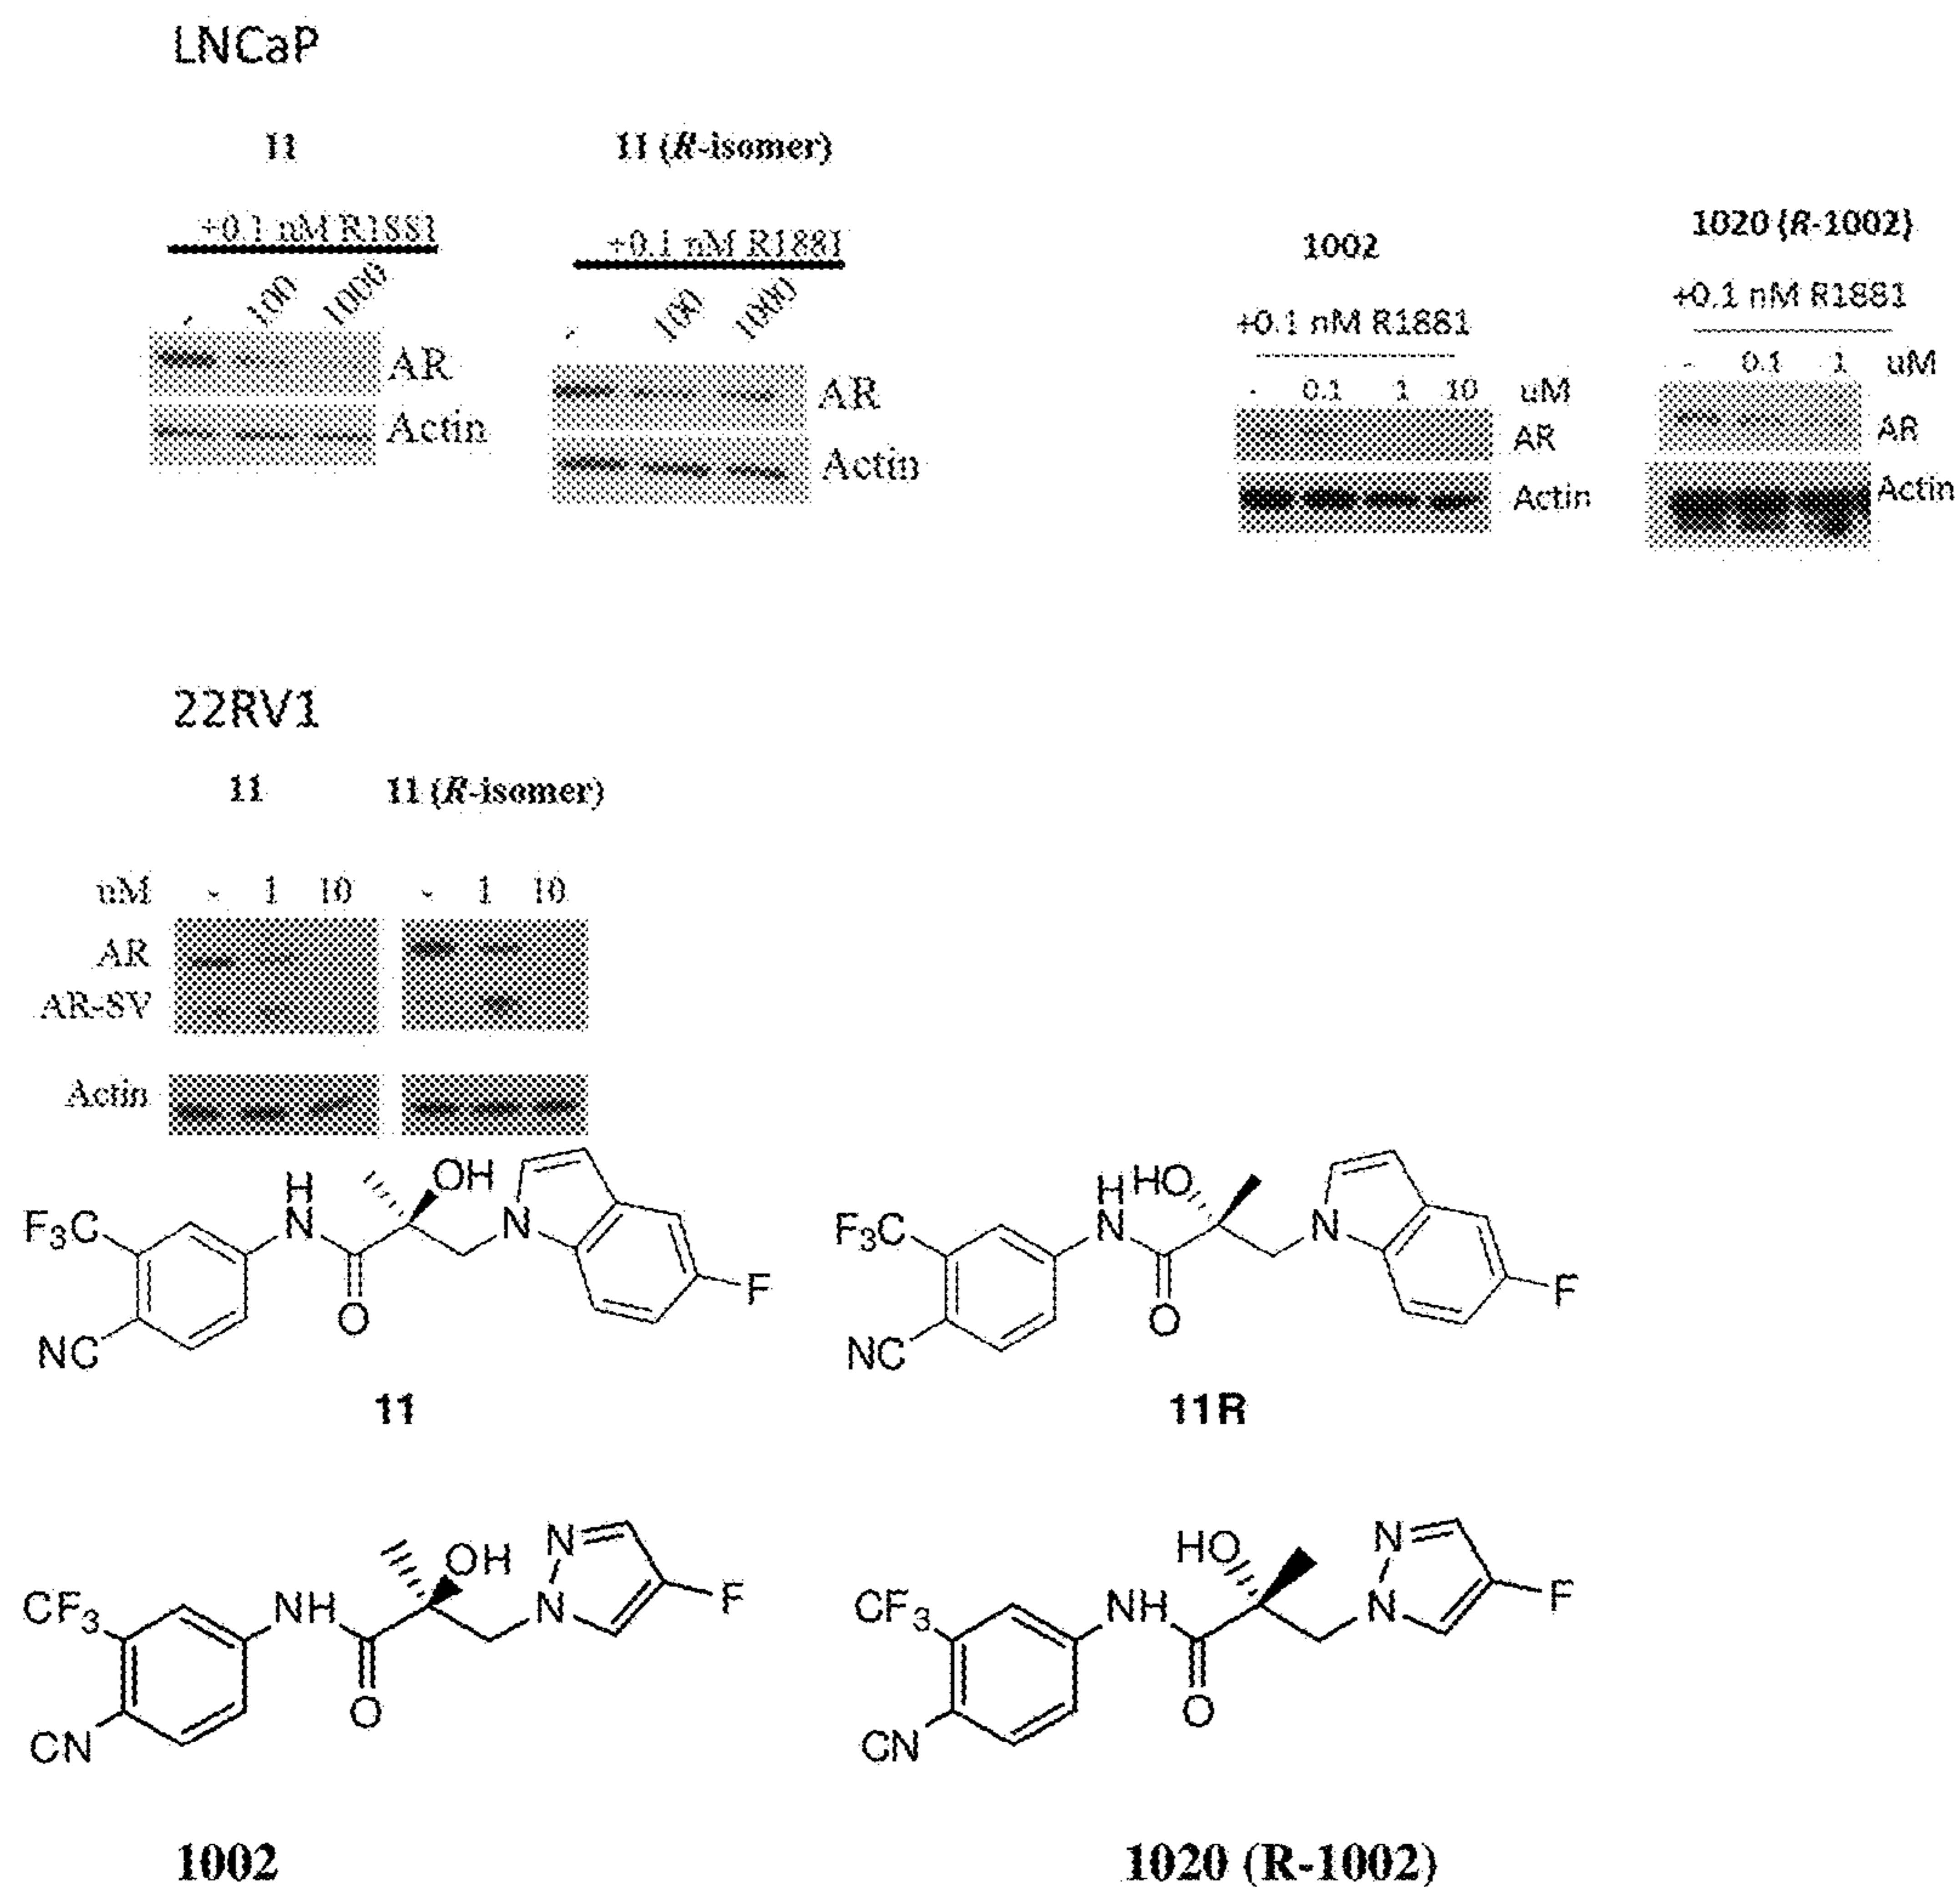 LNCaP
11
+0.1 nM R1881
- 100 1000
AR
Actin
11 (R-isomer)
+0.1 nM R1881
- 100 1000
AR
Actin
1002
+0.1 nM R1881
- 0.1 1 10 uM
AR
Actin
1020 (R-1002)
+0.1 nM R1881
- 0.1 1 uM
AR
Actin
22RV1
11 11 (R-isomer)
uM - 1 10 - 1 10
AR
AR-SV
Actin
F3C H N O OH N F NC
11
F3C H N O HO N F NC
11R
CF3 NH O OH N N F CN
1002
CF3 NH O HO N N F CN
1020 (R-1002)